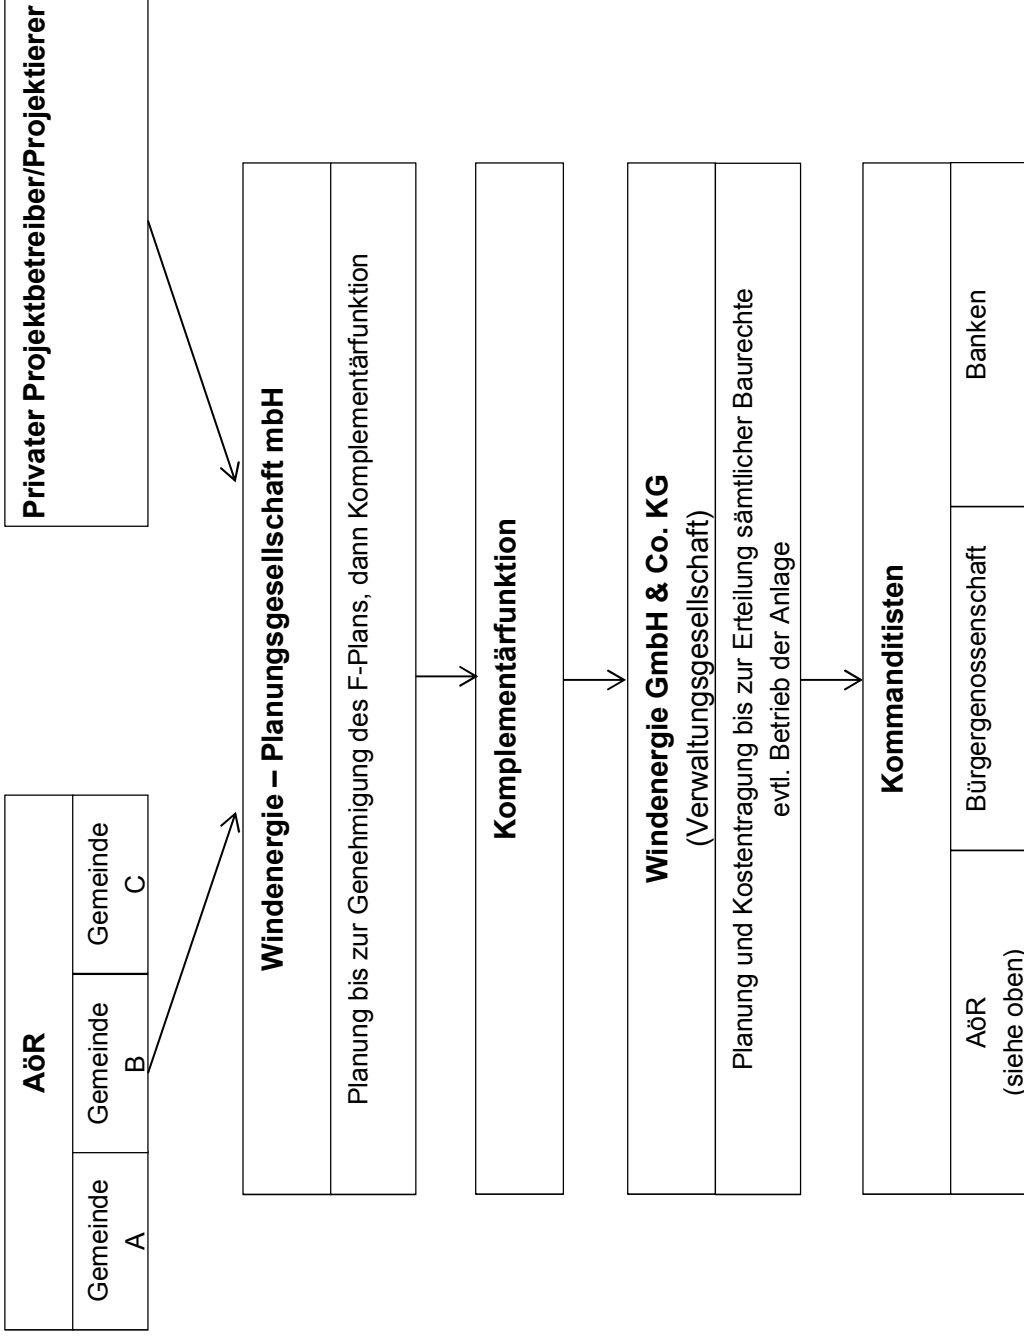 AöR
Gemeinde
A
Gemeinde
B
Gemeinde
C
Privater Projektbetreiber/Projektierer
Windenergie – Planungsgesellschaft mbH
Planung bis zur Genehmigung des F-Plans, dann Komplementärfunktion
Komplementärfunktion
Windenergie GmbH & Co. KG
(Verwaltungsgesellschaft)
Planung und Kostentragung bis zur Erteilung sämtlicher Baurechte
evtl. Betrieb der Anlage
Kommanditisten
AöR
(siehe oben)
Bürgergenossenschaft
Banken